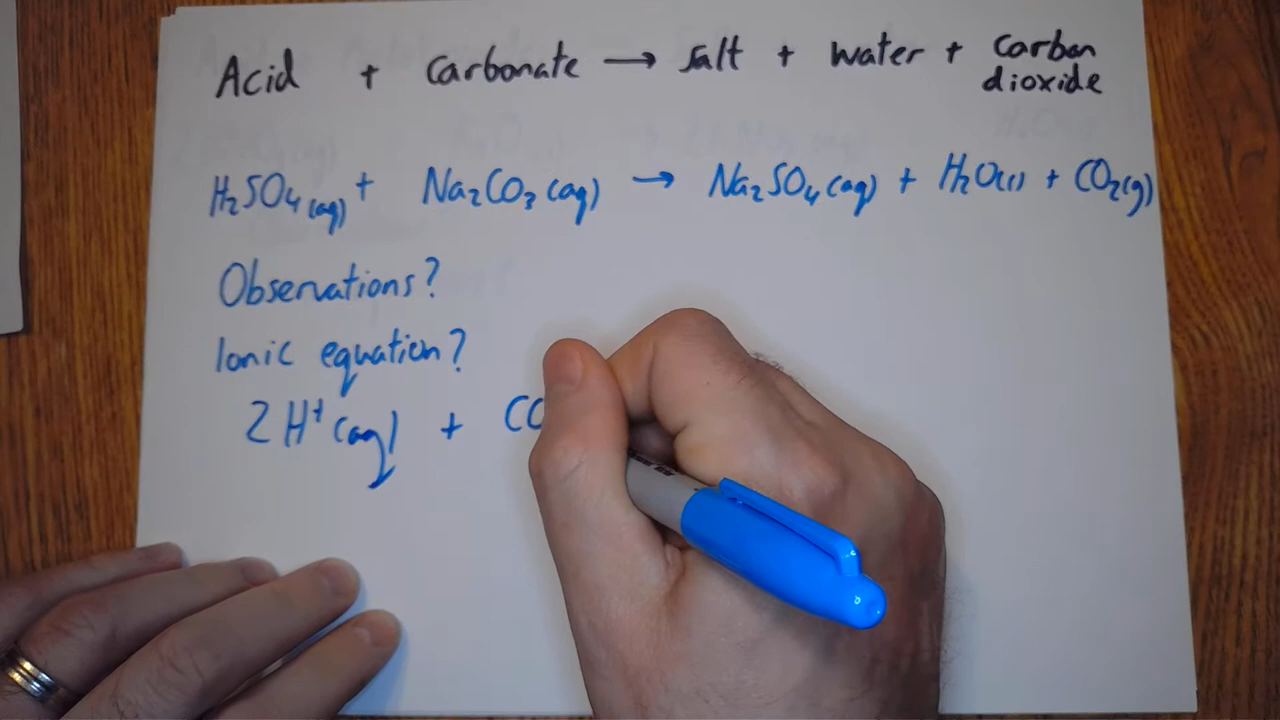 Acid + Carbonate → Salt + Water + Carbon dioxide
H₂SO₄(aq) + Na₂CO₃(aq) → Na₂SO₄(aq) + H₂O(l) + CO₂(g)
Observations?
Ionic equation?
2H⁺(aq) + CO